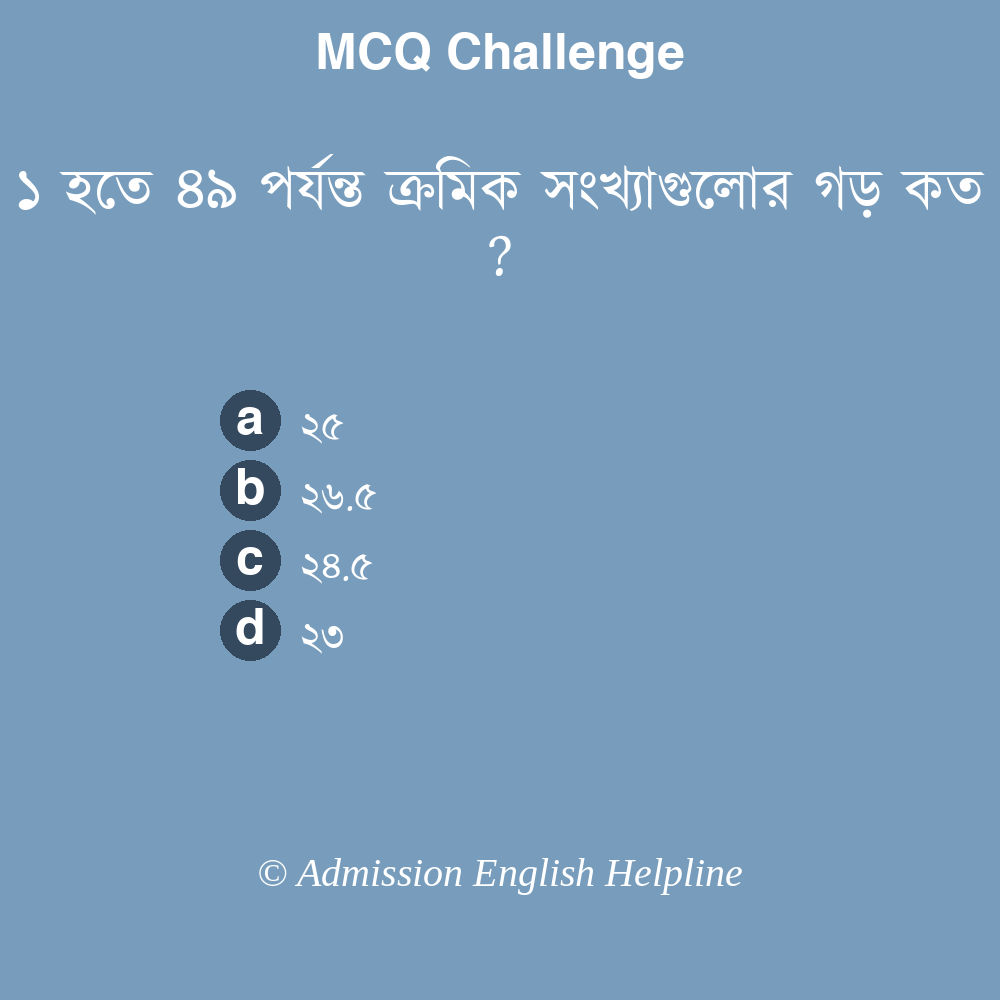 MCQ Challenge
১ হতে ৪৯ পর্যন্ত ক্রমিক সংখ্যাগুলোর গড় কত
?
a ২৫
b ২৬.৫
c ২৪.৫
d ২৩
© Admission English Helpline